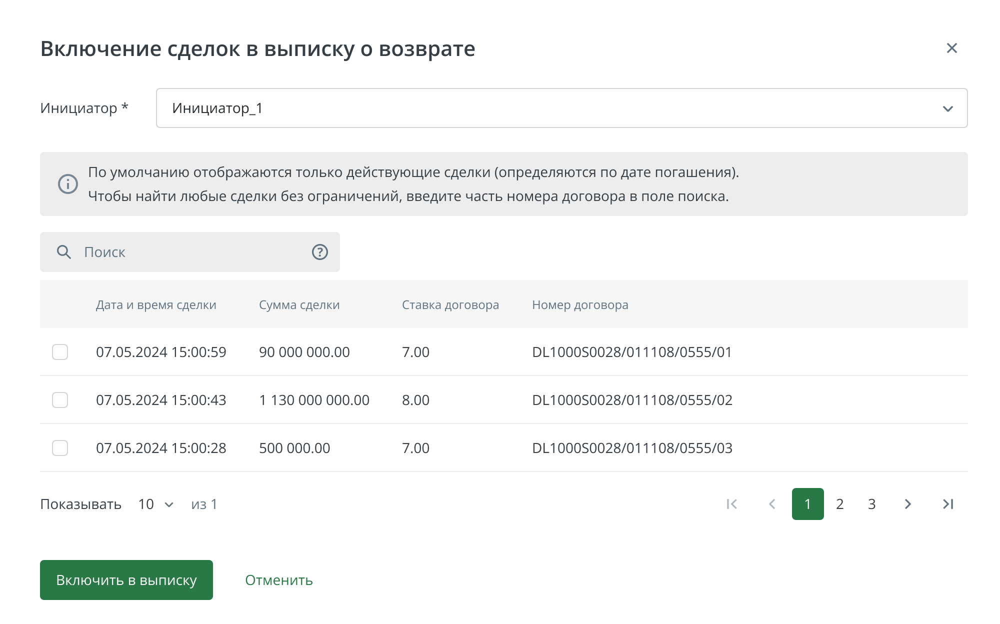 Включение сделок в выписку о возврате
Инициатор * Инициатор_1
По умолчанию отображаются только действующие сделки (определяются по дате погашения).
Чтобы найти любые сделки без ограничений, введите часть номера договора в поле поиска.
Поиск
Дата и время сделки Сумма сделки Ставка договора Номер договора
07.05.2024 15:00:59 90 000 000.00 7.00 DL1000S0028/011108/0555/01
07.05.2024 15:00:43 1 130 000 000.00 8.00 DL1000S0028/011108/0555/02
07.05.2024 15:00:28 500 000.00 7.00 DL1000S0028/011108/0555/03
Показывать 10 из 1 1 2 3
Включить в выписку Отменить